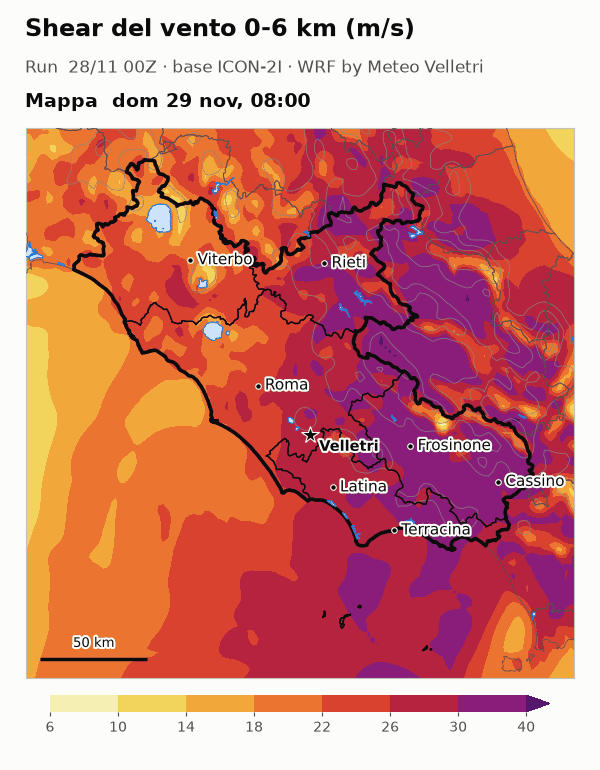 Shear del vento 0-6 km (m/s)
Run  28/11 00Z · base ICON-2I · WRF by Meteo Velletri
Mappa  dom 29 nov, 08:00
Viterbo
Rieti
Roma
Velletri
Frosinone
Cassino
Latina
Terracina
50 km
6 10 14 18 22 26 30 40